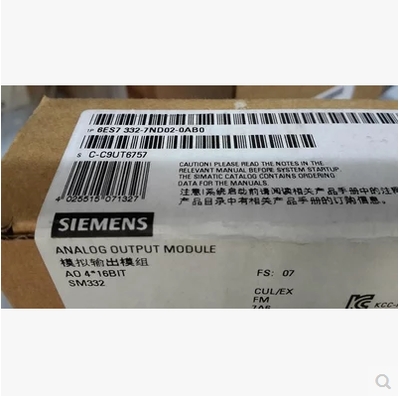 1P 6ES7 332-7ND02-0AB0
S C-C9UT6757
4 025515 071327
CAUTION! PLEASE READ THE NOTES IN THE
RELEVANT MANUAL BEFORE SYSTEM STARTUP.
THE SIMATIC CATALOG CONTAINS ORDERING
DATA FOR THE MANUALS.
注意!系统启动前请阅读相关产品手册中的注意
产品目录中有相关产品手册的订购信息.
SIEMENS
ANALOG OUTPUT MODULE
模拟输出模组
AO 4*16BIT
SM332
FS: 07
CUL/EX
FM
KCC-